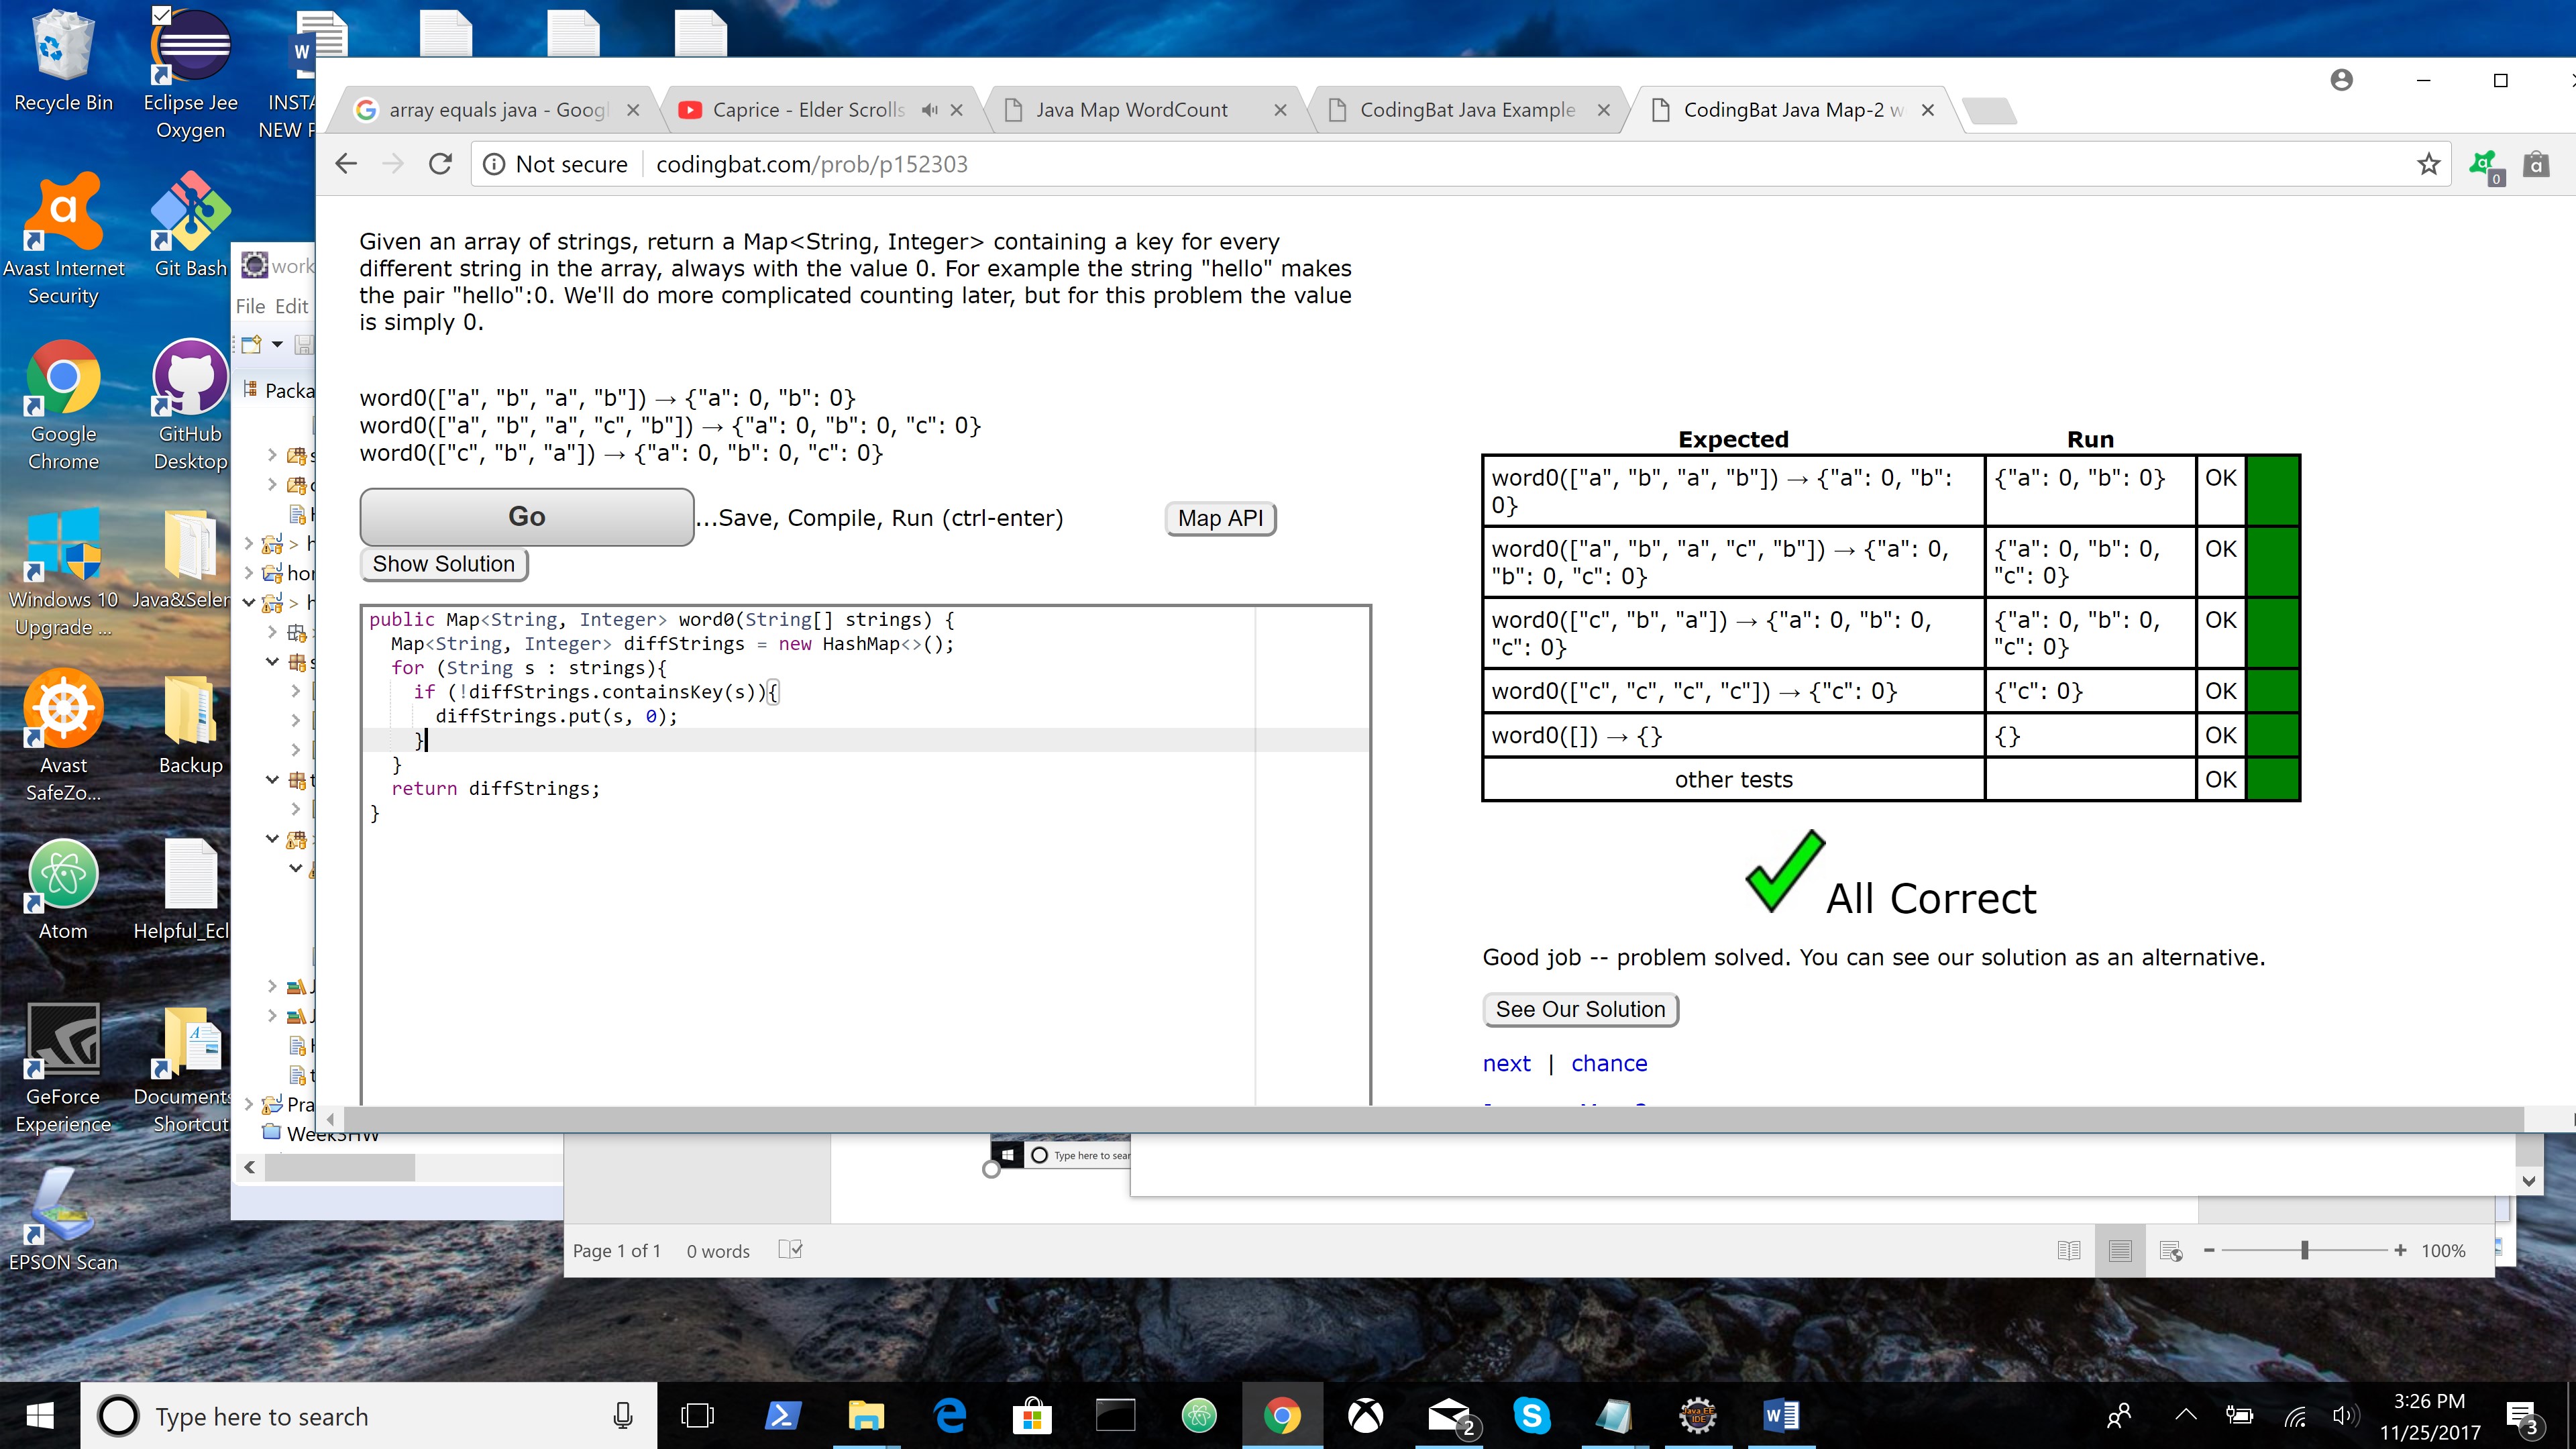 Recycle Bin
Eclipse Jee
Oxygen
INSTA
NEW F
W
array equals java - Googl
Caprice - Elder Scrolls
Java Map WordCount
CodingBat Java Example
CodingBat Java Map-2 w
Not secure
codingbat.com/prob/p152303
0
Avast Internet
Security
Git Bash
work
File Edit
Packa
Google
Chrome
GitHub
Desktop
Windows 10
Upgrade ...
Java&Seler
hor
Avast
SafeZo...
Backup
Atom
Helpful_Ecl
GeForce
Experience
Documents
Shortcut
Pra
Week3HW
EPSON Scan
Given an array of strings, return a Map<String, Integer> containing a key for every
different string in the array, always with the value 0. For example the string "hello" makes
the pair "hello":0. We'll do more complicated counting later, but for this problem the value
is simply 0.
word0(["a", "b", "a", "b"]) → {"a": 0, "b": 0}
word0(["a", "b", "a", "c", "b"]) → {"a": 0, "b": 0, "c": 0}
word0(["c", "b", "a"]) → {"a": 0, "b": 0, "c": 0}
Go
...Save, Compile, Run (ctrl-enter)
Map API
Show Solution
public Map<String, Integer> word0(String[] strings) {
Map<String, Integer> diffStrings = new HashMap<>();
for (String s : strings){
if (!diffStrings.containsKey(s)){
diffStrings.put(s, 0);
}
}
return diffStrings;
}
Expected Run
word0(["a", "b", "a", "b"]) → {"a": 0, "b":
0}
{"a": 0, "b": 0}
OK
word0(["a", "b", "a", "c", "b"]) → {"a": 0,
"b": 0, "c": 0}
{"a": 0, "b": 0,
"c": 0}
OK
word0(["c", "b", "a"]) → {"a": 0, "b": 0,
"c": 0}
{"a": 0, "b": 0,
"c": 0}
OK
word0(["c", "c", "c", "c"]) → {"c": 0}
{"c": 0}
OK
word0([]) → {}
{}
OK
other tests
OK
All Correct
Good job -- problem solved. You can see our solution as an alternative.
See Our Solution
next | chance
Type here to sear
Page 1 of 1
0 words
100%
Type here to search
2
Java EE
IDE
3:26 PM
11/25/2017
3